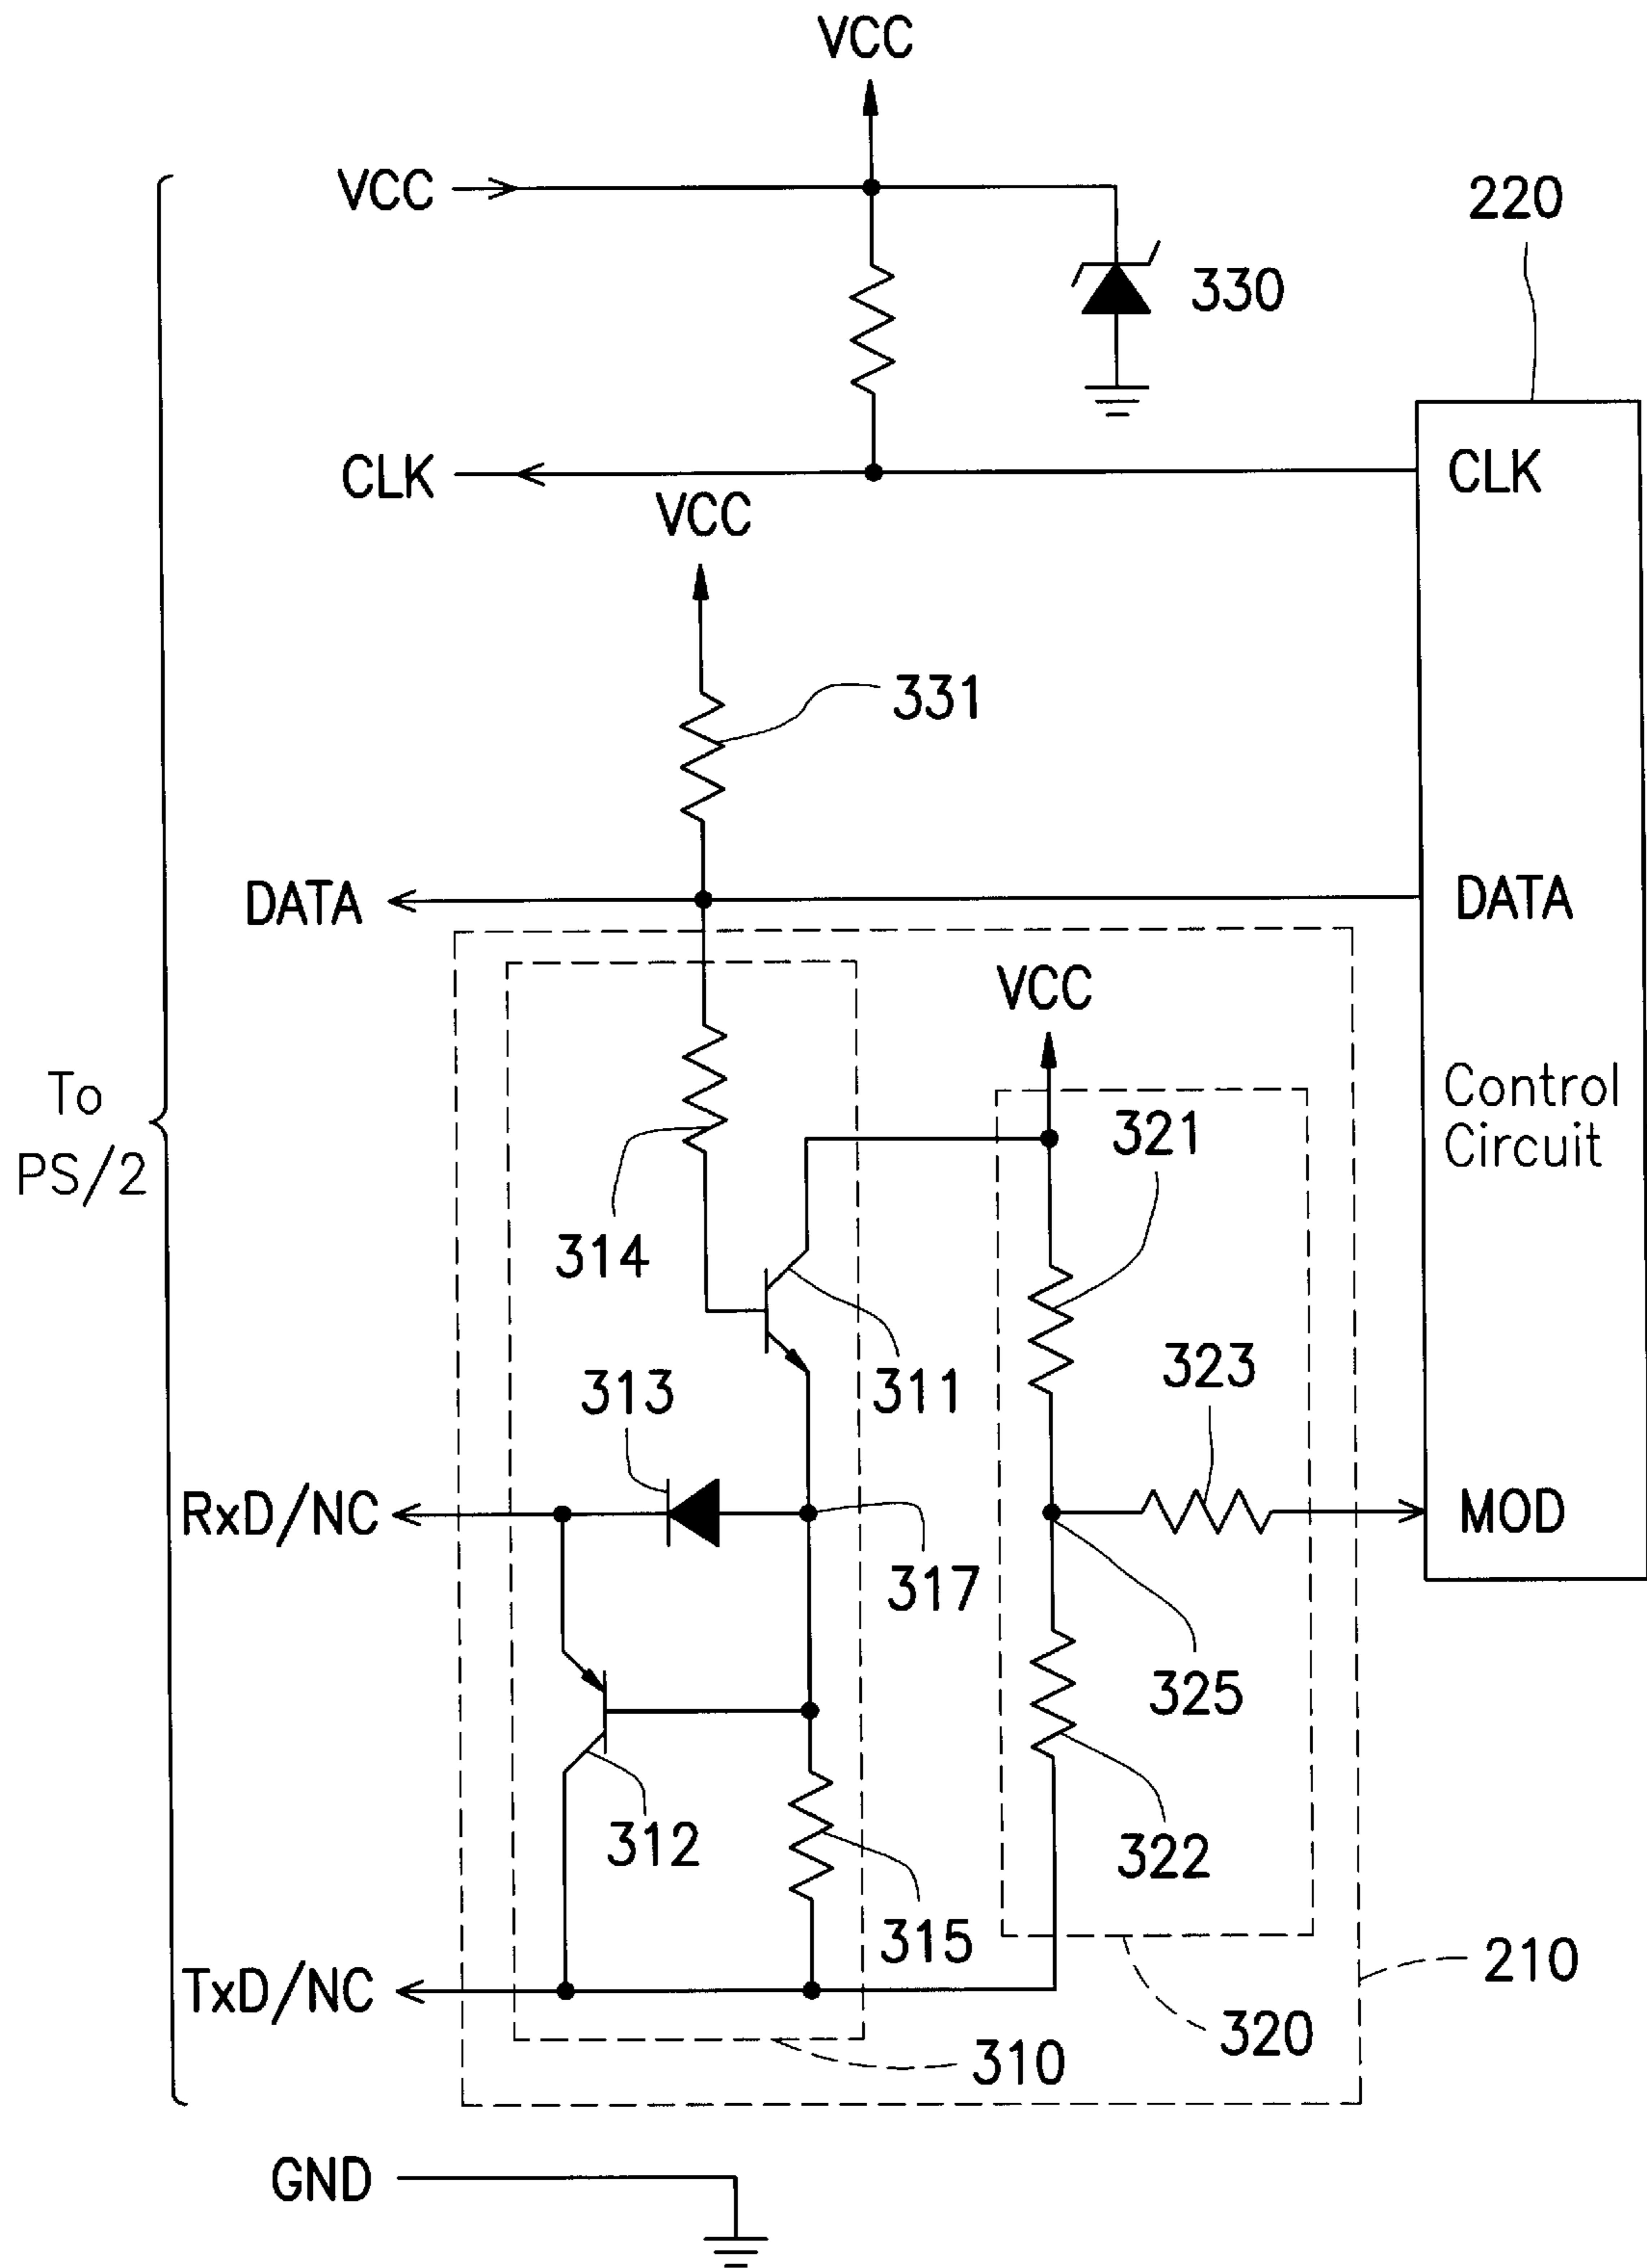 VCC
VCC
220
330
CLK
CLK
VCC
331
DATA
DATA
VCC
To
PS/2
Control
Circuit
321
314
323
313
311
RxD/NC
MOD
317
325
312
322
315
TxD/NC
210
320
310
GND